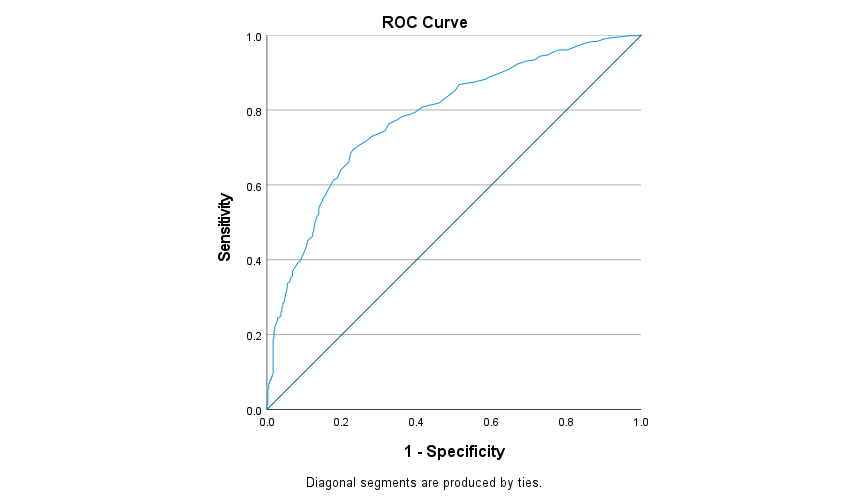 ROC Curve
1.0
0.8
0.6
0.4
0.2
0.0
Sensitivity
0.0 0.2 0.4 0.6 0.8 1.0
1 - Specificity
Diagonal segments are produced by ties.